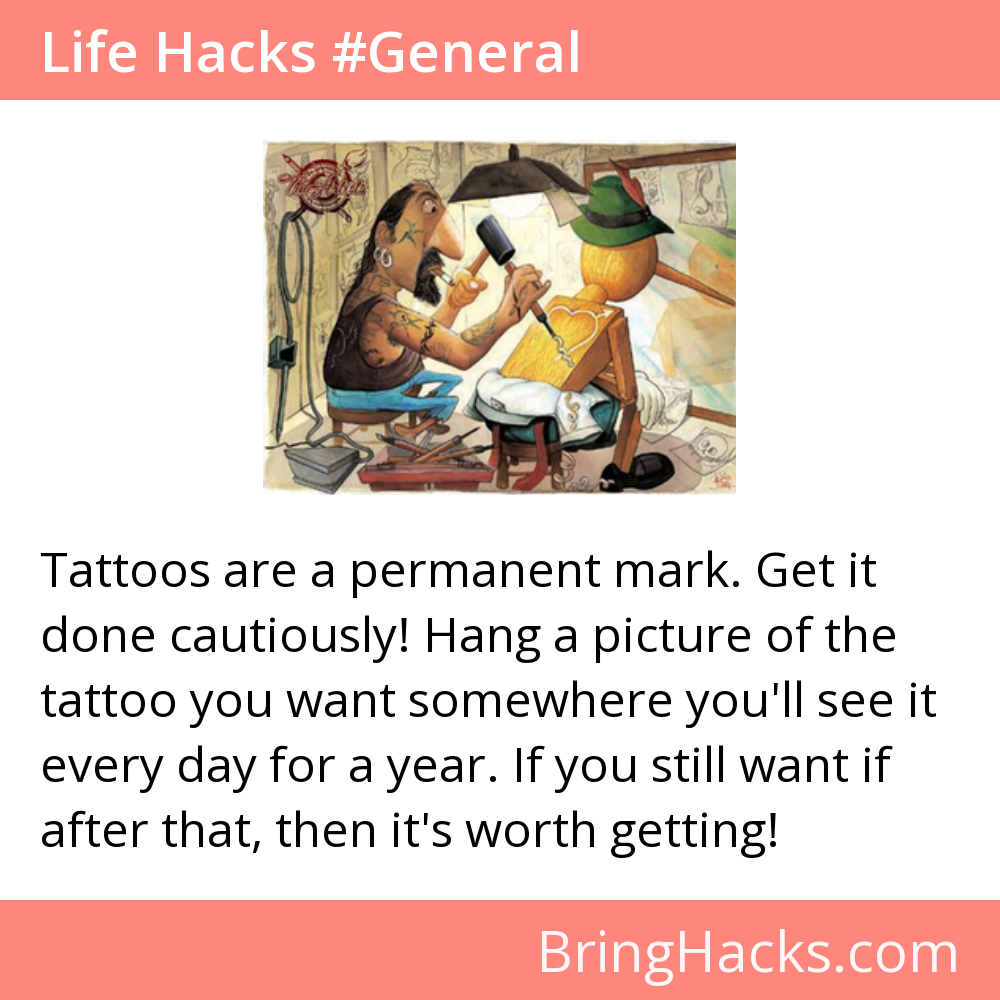 Life Hacks #General
Tattoos are a permanent mark. Get it
done cautiously! Hang a picture of the
tattoo you want somewhere you'll see it
every day for a year. If you still want if
after that, then it's worth getting!
BringHacks.com